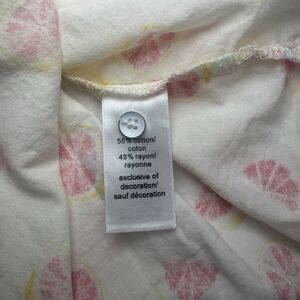 55% cotton/
coton
45% rayon/
rayonne
exclusive of
decoration/
sauf décoration